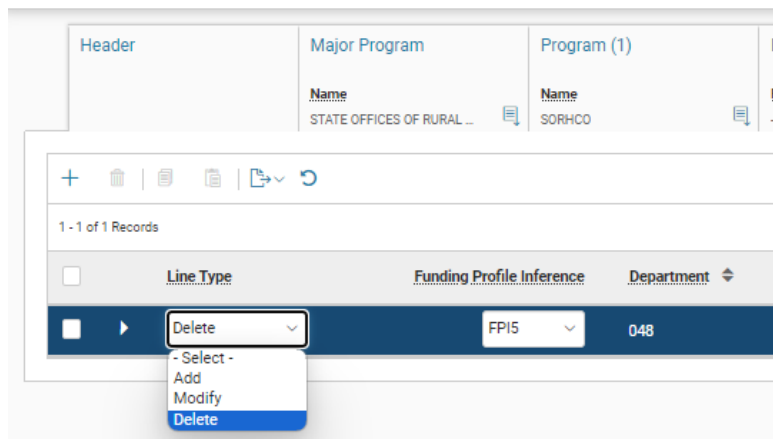 Header Major Program Program (1)
Name Name
STATE OFFICES OF RURAL ... SORHCO
1 - 1 of 1 Records
Line Type Funding Profile Inference Department
Delete FPI5 048
- Select -
Add
Modify
Delete